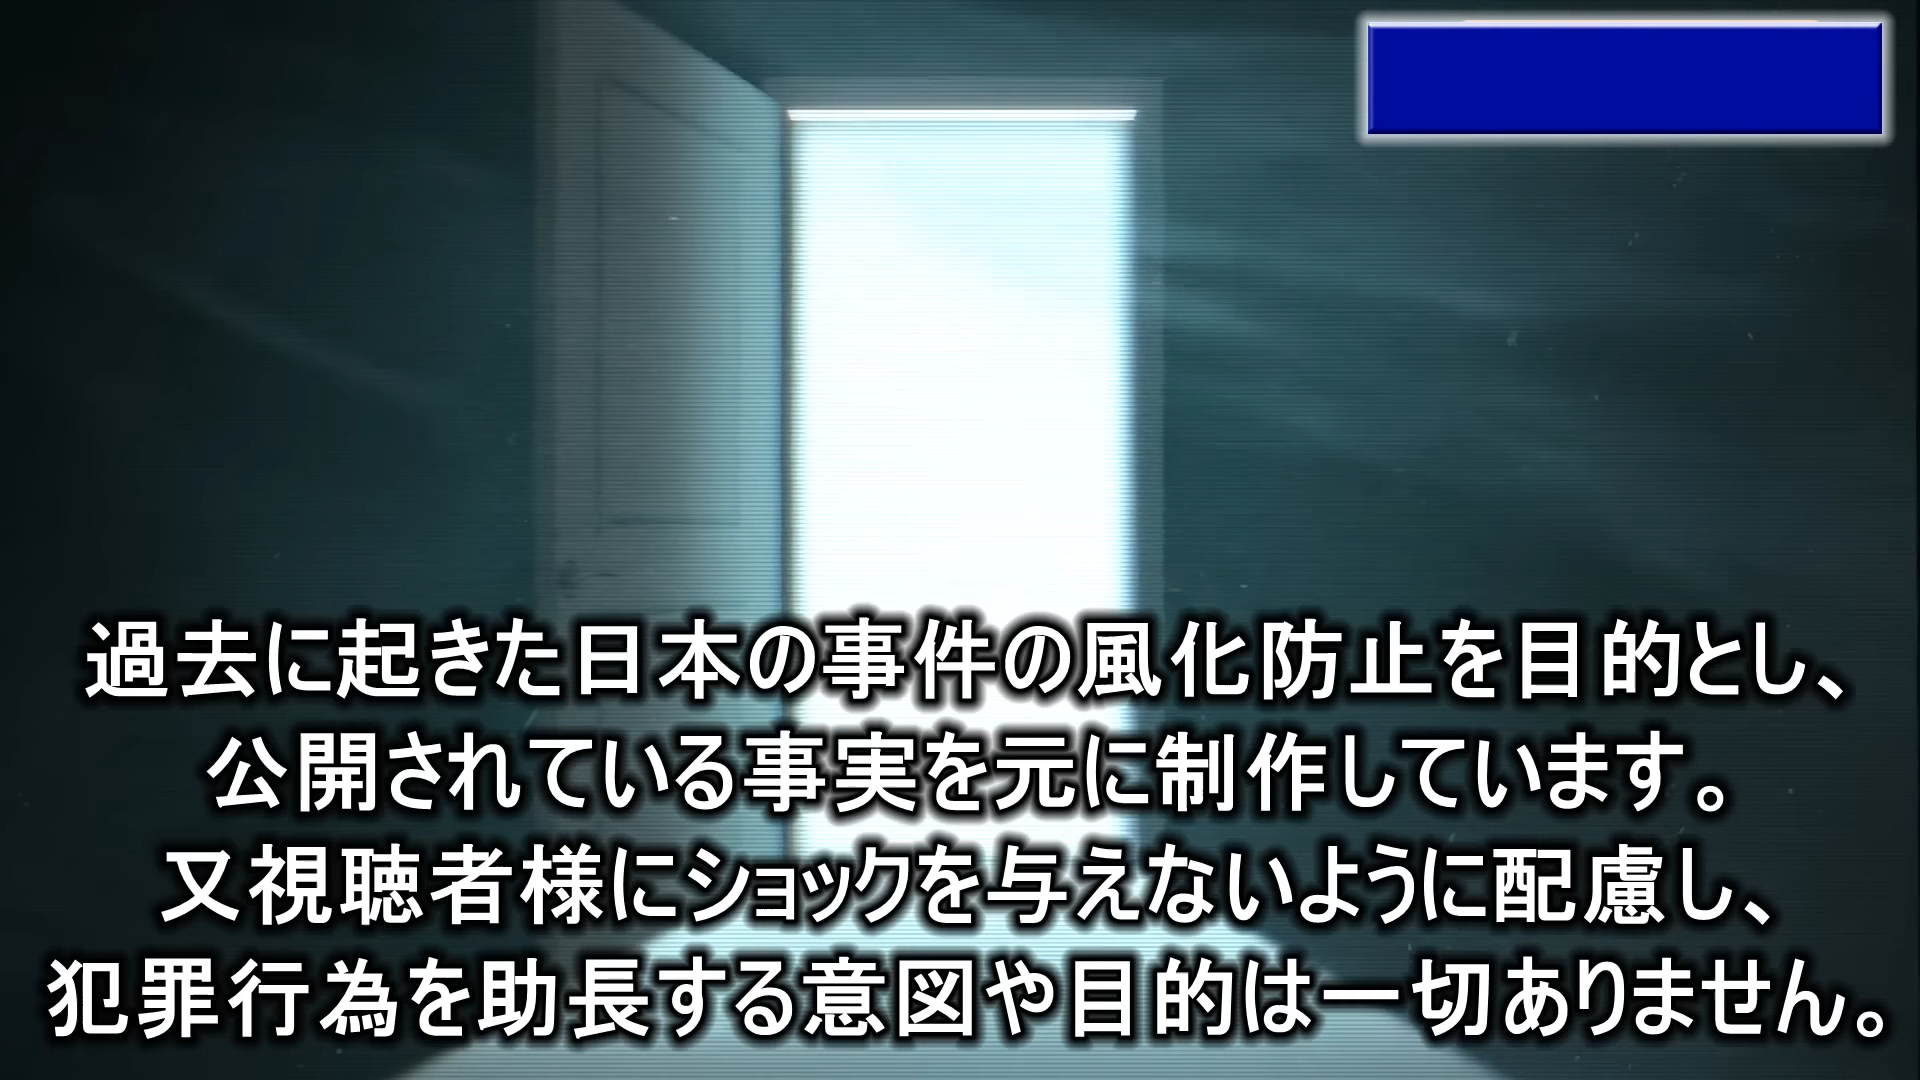 過去に起きた日本の事件の風化防止を目的とし、
公開されている事実を元に制作しています。
又視聴者様にショックを与えないように配慮し、
犯罪行為を助長する意図や目的は一切ありません。